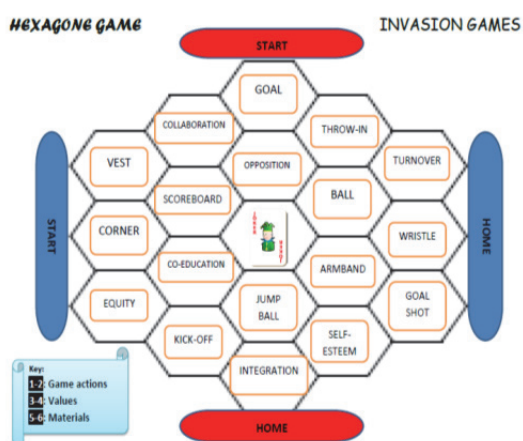 HEXAGONE GAME
INVASION GAMES
START
GOAL
COLLABORATION
THROW-IN
VEST
OPPOSITION
TURNOVER
SCOREBOARD
BALL
START
CORNER
WRISTLE
HOME
CO-EDUCATION
ARMBAND
EQUITY
JUMP
BALL
GOAL
SHOT
KICK-OFF
SELF-
ESTEEM
INTEGRATION
Key:
1-2: Game actions
3-4: Values
5-6: Materials
HOME